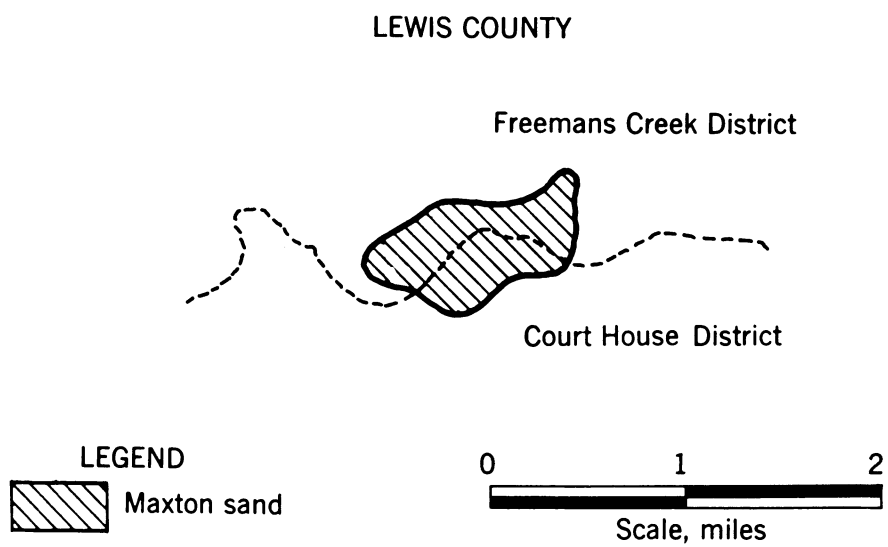 LEWIS COUNTY
Freemans Creek District
Court House District
LEGEND
Maxton sand
0 1 2
Scale, miles